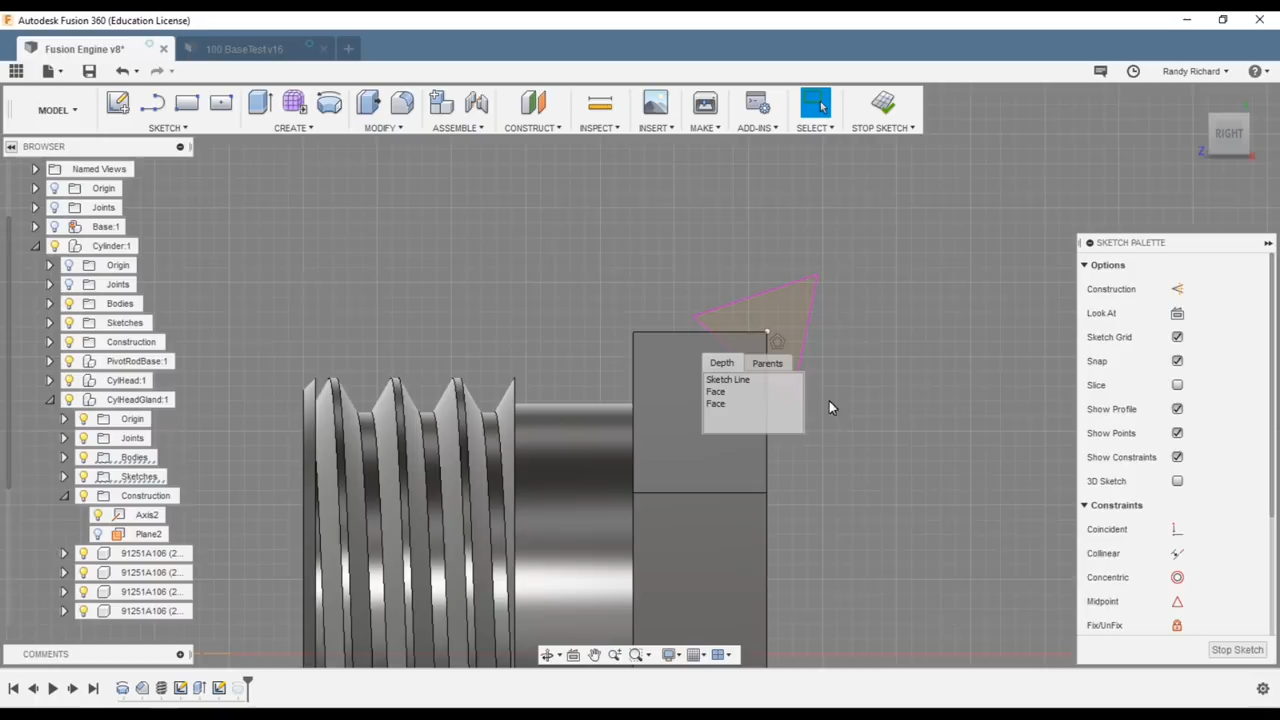 Autodesk Fusion 360 (Education License)
Fusion Engine v8*
100 BaseTest v16
Randy Richard
MODEL
SKETCH
CREATE
MODIFY
ASSEMBLE
CONSTRUCT
INSPECT
INSERT
MAKE
ADD-INS
SELECT
STOP SKETCH
RIGHT
Z
X
BROWSER
Named Views
Origin
Joints
Base:1
Cylinder:1
Origin
Joints
Bodies
Sketches
Construction
PivotRodBase:1
CylHead:1
CylHeadGland:1
Origin
Joints
Bodies
Sketches
Construction
Axis2
Plane2
91251A106 (2...
91251A106 (2...
91251A106 (2...
91251A106 (2...
COMMENTS
Depth
Parents
Sketch Line
Face
Face
SKETCH PALETTE
Options
Construction
Look At
Sketch Grid
Snap
Slice
Show Profile
Show Points
Show Constraints
3D Sketch
Constraints
Coincident
Collinear
Concentric
Midpoint
Fix/UnFix
Stop Sketch